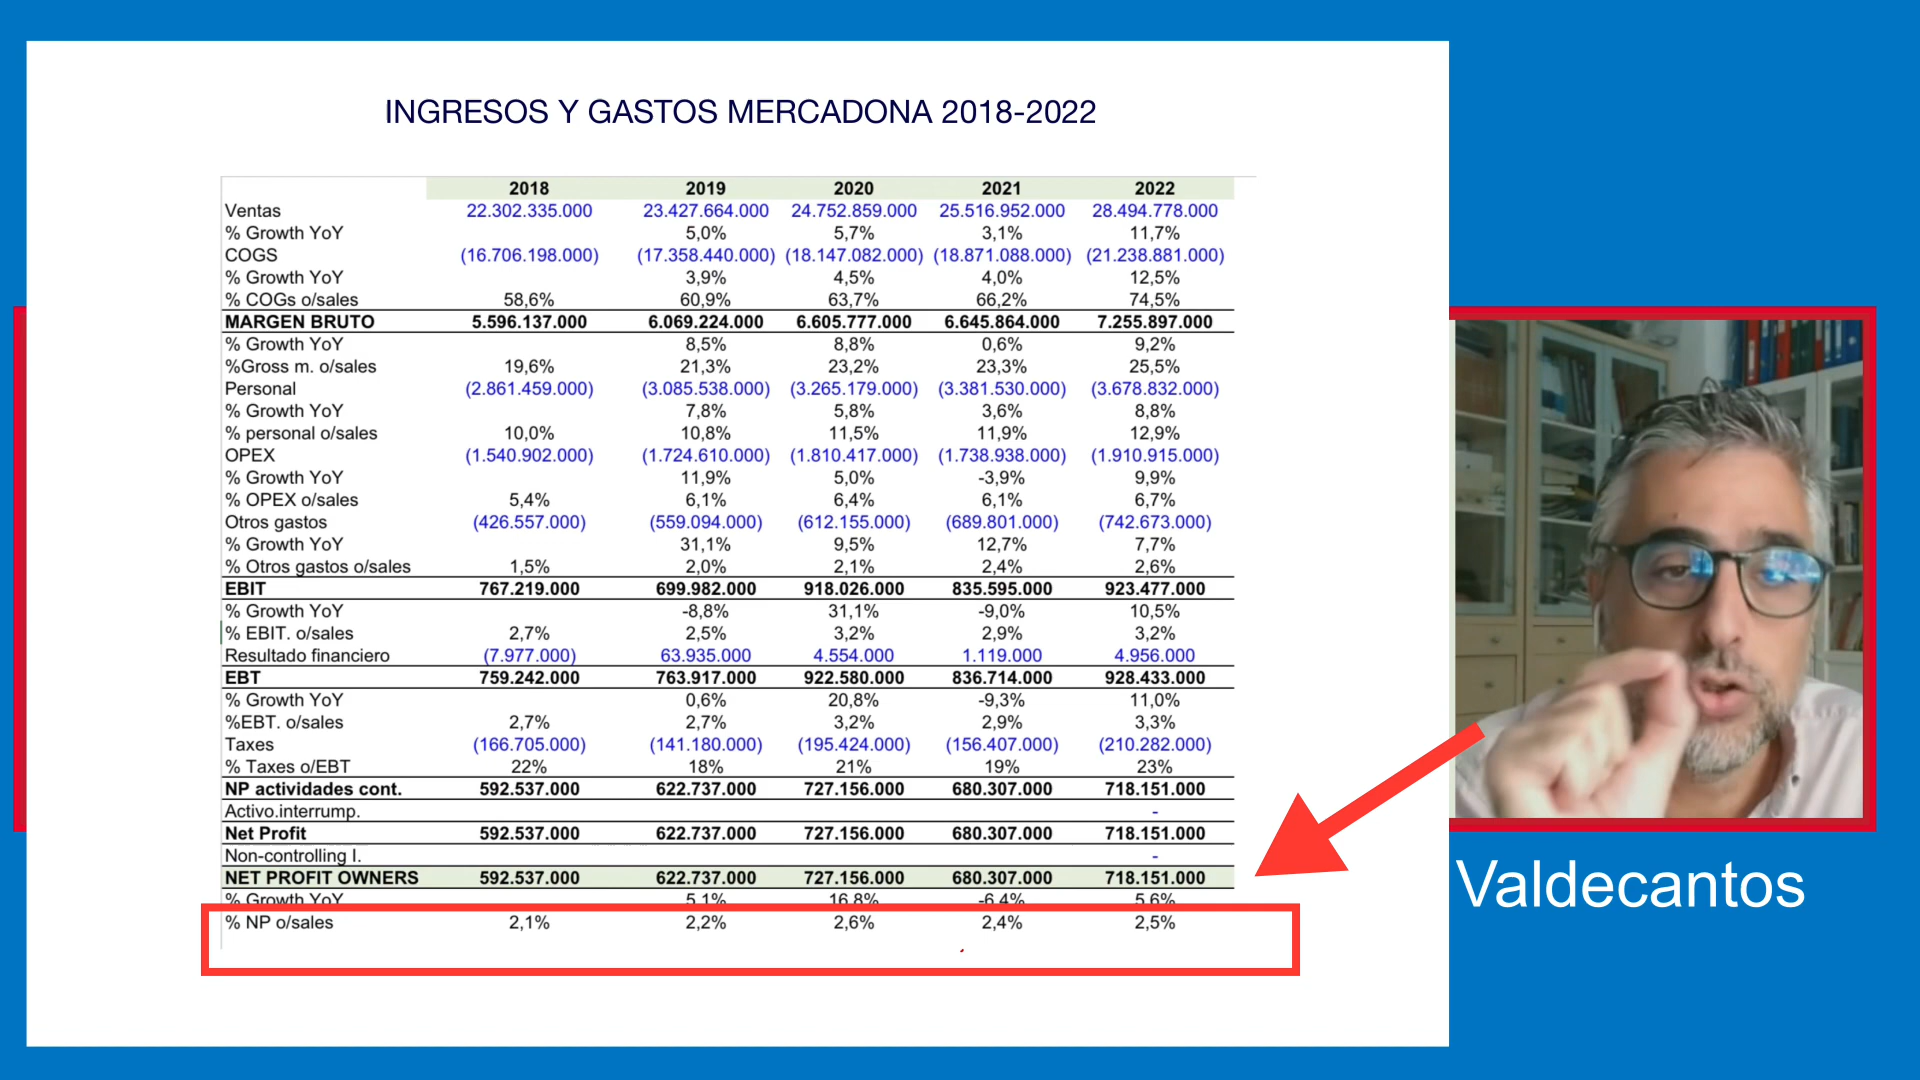 INGRESOS Y GASTOS MERCADONA 2018-2022
2018 2019 2020 2021 2022
Ventas 22.302.335.000 23.427.664.000 24.752.859.000 25.516.952.000 28.494.778.000
% Growth YoY 5,0% 5,7% 3,1% 11,7%
COGS (16.706.198.000) (17.358.440.000) (18.147.082.000) (18.871.088.000) (21.238.881.000)
% Growth YoY 3,9% 4,5% 4,0% 12,5%
% COGs o/sales 58,6% 60,9% 63,7% 66,2% 74,5%
MARGEN BRUTO 5.596.137.000 6.069.224.000 6.605.777.000 6.645.864.000 7.255.897.000
% Growth YoY 8,5% 8,8% 0,6% 9,2%
%Gross m. o/sales 19,6% 21,3% 23,2% 23,3% 25,5%
Personal (2.861.459.000) (3.085.538.000) (3.265.179.000) (3.381.530.000) (3.678.832.000)
% Growth YoY 7,8% 5,8% 3,6% 8,8%
% personal o/sales 10,0% 10,8% 11,5% 11,9% 12,9%
OPEX (1.540.902.000) (1.724.610.000) (1.810.417.000) (1.738.938.000) (1.910.915.000)
% Growth YoY 11,9% 5,0% -3,9% 9,9%
% OPEX o/sales 5,4% 6,1% 6,4% 6,1% 6,7%
Otros gastos (426.557.000) (559.094.000) (612.155.000) (689.801.000) (742.673.000)
% Growth YoY 31,1% 9,5% 12,7% 7,7%
% Otros gastos o/sales 1,5% 2,0% 2,1% 2,4% 2,6%
EBIT 767.219.000 699.982.000 918.026.000 835.595.000 923.477.000
% Growth YoY -8,8% 31,1% -9,0% 10,5%
% EBIT. o/sales 2,7% 2,5% 3,2% 2,9% 3,2%
Resultado financiero (7.977.000) 63.935.000 4.554.000 1.119.000 4.956.000
EBT 759.242.000 763.917.000 922.580.000 836.714.000 928.433.000
% Growth YoY 0,6% 20,8% -9,3% 11,0%
%EBT. o/sales 2,7% 2,7% 3,2% 2,9% 3,3%
Taxes (166.705.000) (141.180.000) (195.424.000) (156.407.000) (210.282.000)
% Taxes o/EBT 22% 18% 21% 19% 23%
NP actividades cont. 592.537.000 622.737.000 727.156.000 680.307.000 718.151.000
Activo.interrump. -
Net Profit 592.537.000 622.737.000 727.156.000 680.307.000 718.151.000
Non-controlling I. -
NET PROFIT OWNERS 592.537.000 622.737.000 727.156.000 680.307.000 718.151.000
% Growth YoY 5,1% 16,8% -6,4% 5,6%
% NP o/sales 2,1% 2,2% 2,6% 2,4% 2,5%
Valdecantos